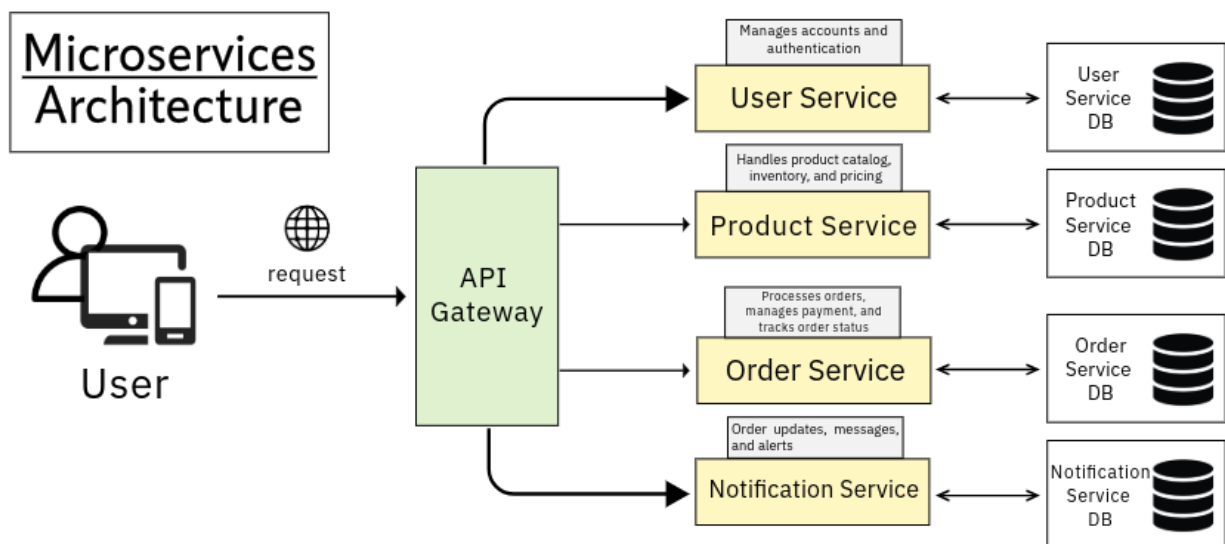 Microservices
Architecture
User
request
API
Gateway
Manages accounts and
authentication
User Service
User
Service
DB
Handles product catalog,
inventory, and pricing
Product Service
Product
Service
DB
Processes orders,
manages payment, and
tracks order status
Order Service
Order
Service
DB
Order updates, messages,
and alerts
Notification Service
Notification
Service
DB